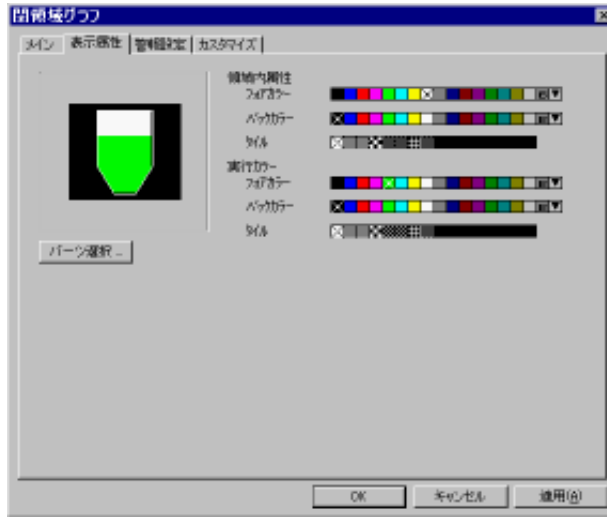 閉領域グラフ
メイン 表示属性 警報設定 カスタマイズ
領域内属性
フォアカラー
バックカラー
タイル
実行カラー
フォアカラー
バックカラー
タイル
パーツ選択...
OK キャンセル 適用(A)